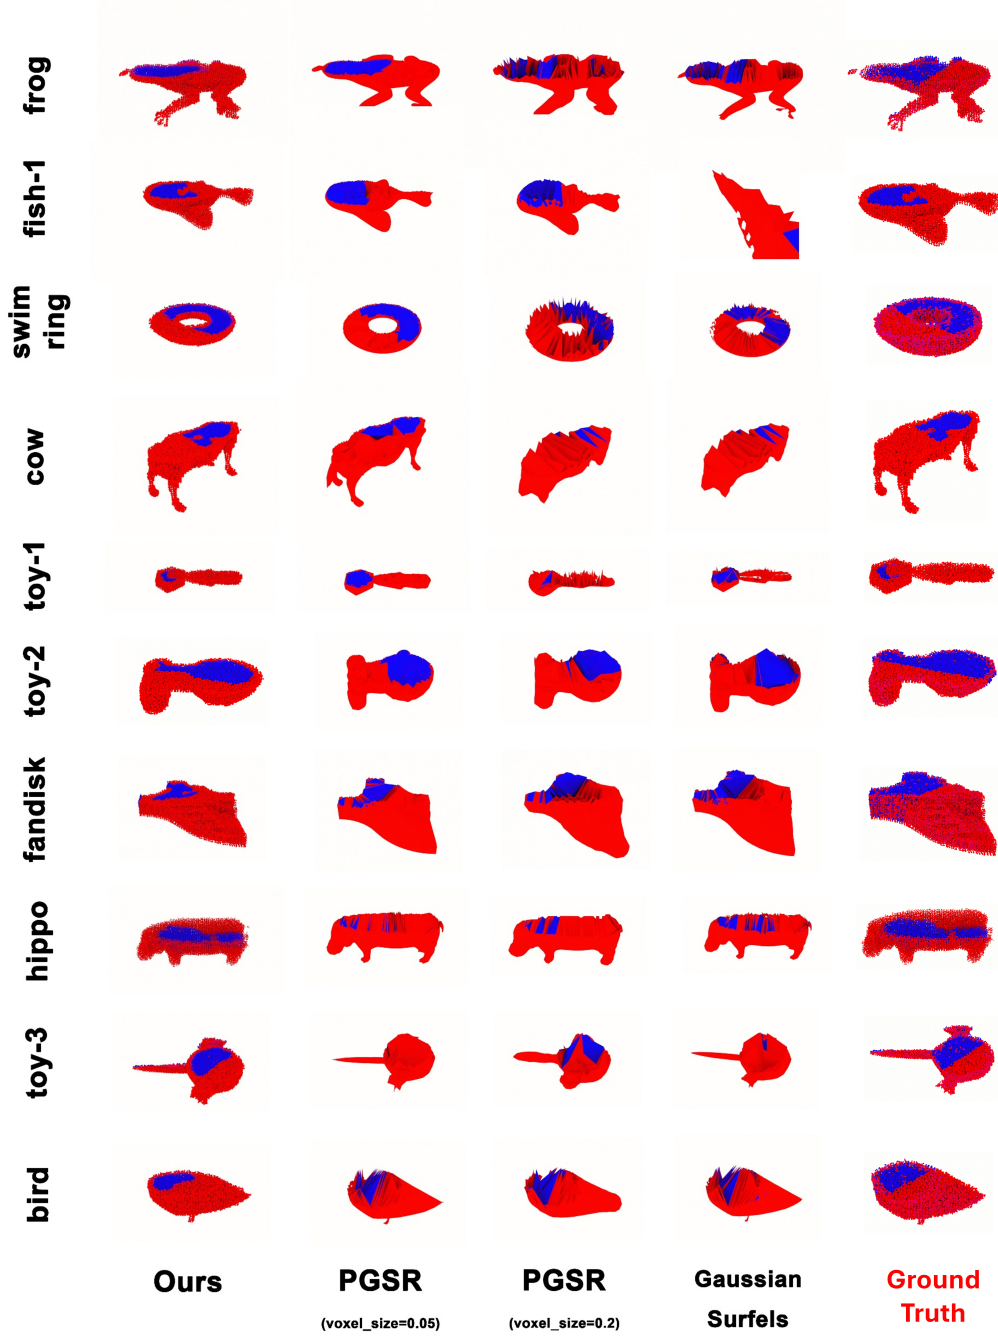 frog
fish-1
swim
ring
cow
toy-1
toy-2
fandisk
hippo
toy-3
bird
Ours
PGSR
(voxel_size=0.05)
PGSR
(voxel_size=0.2)
Gaussian
Surfels
Ground
Truth